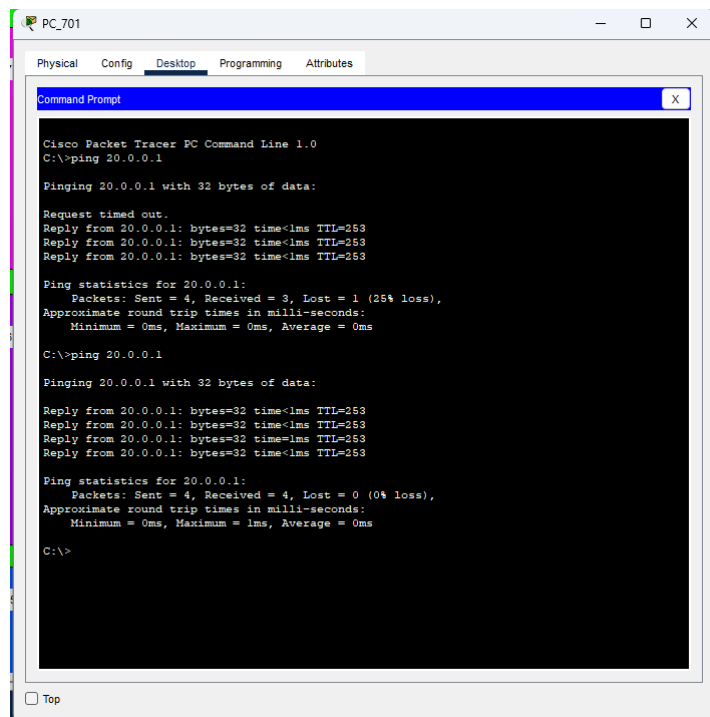 PC_701
Physical Config Desktop Programming Attributes
Command Prompt
X
Cisco Packet Tracer PC Command Line 1.0
C:\>ping 20.0.0.1
Pinging 20.0.0.1 with 32 bytes of data:
Request timed out.
Reply from 20.0.0.1: bytes=32 time<1ms TTL=253
Reply from 20.0.0.1: bytes=32 time<1ms TTL=253
Reply from 20.0.0.1: bytes=32 time<1ms TTL=253
Ping statistics for 20.0.0.1:
Packets: Sent = 4, Received = 3, Lost = 1 (25% loss),
Approximate round trip times in milli-seconds:
Minimum = 0ms, Maximum = 0ms, Average = 0ms
C:\>ping 20.0.0.1
Pinging 20.0.0.1 with 32 bytes of data:
Reply from 20.0.0.1: bytes=32 time<1ms TTL=253
Reply from 20.0.0.1: bytes=32 time<1ms TTL=253
Reply from 20.0.0.1: bytes=32 time=1ms TTL=253
Reply from 20.0.0.1: bytes=32 time<1ms TTL=253
Ping statistics for 20.0.0.1:
Packets: Sent = 4, Received = 4, Lost = 0 (0% loss),
Approximate round trip times in milli-seconds:
Minimum = 0ms, Maximum = 1ms, Average = 0ms
C:\>
Top